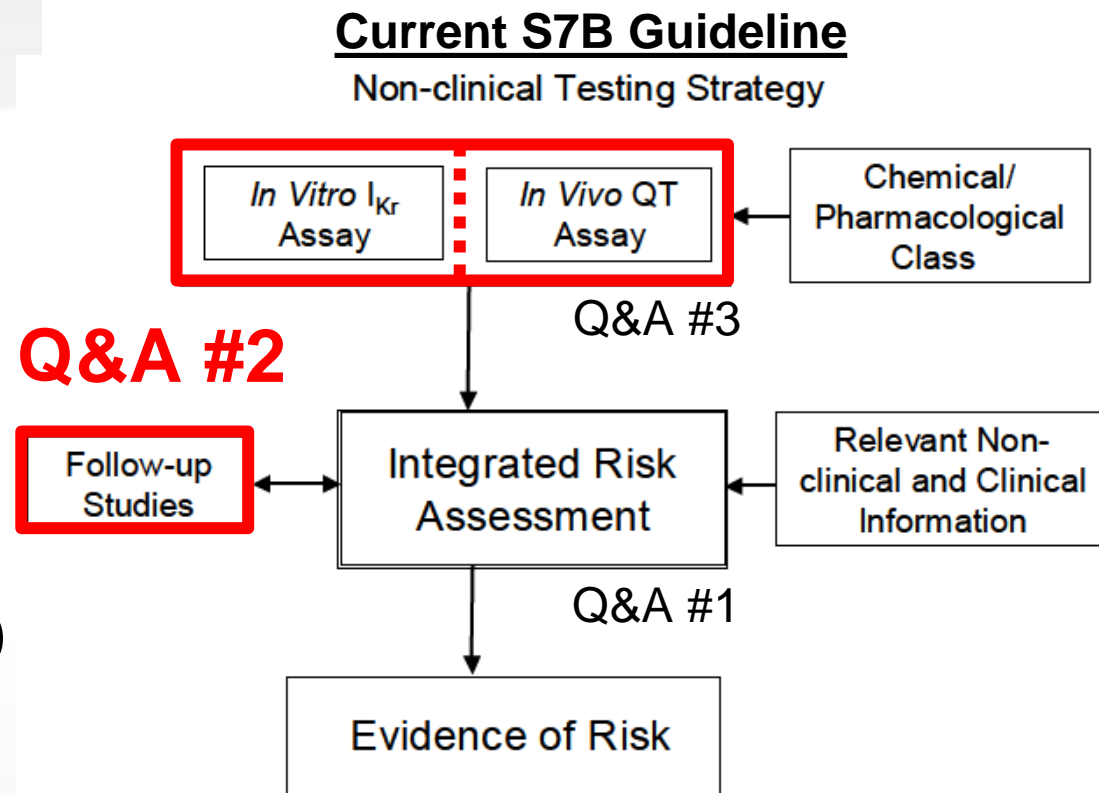 Current S7B Guideline
Non-clinical Testing Strategy
In Vitro IKr
Assay
In Vivo QT
Assay
Chemical/
Pharmacological
Class
Q&A #3
Q&A #2
Follow-up
Studies
Integrated Risk
Assessment
Relevant Non-
clinical and Clinical
Information
Q&A #1
)
Evidence of Risk